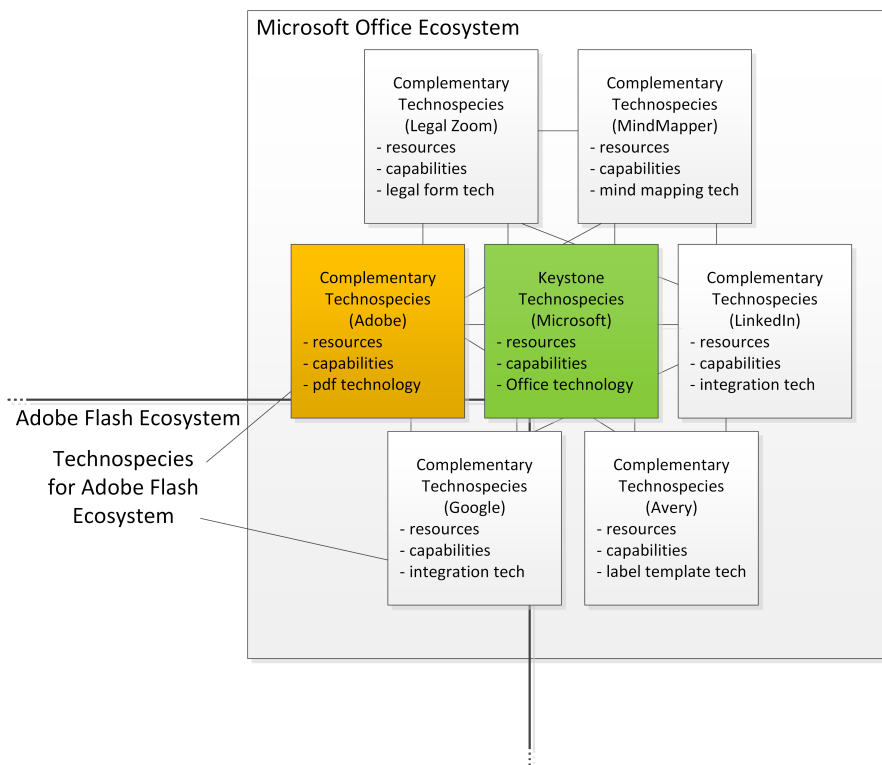 Microsoft Office Ecosystem
Complementary
Technospecies
(Legal Zoom)
- resources
- capabilities
- legal form tech
Complementary
Technospecies
(MindMapper)
- resources
- capabilities
- mind mapping tech
Complementary
Technospecies
(Adobe)
- resources
- capabilities
- pdf technology
Keystone
Technospecies
(Microsoft)
- resources
- capabilities
- Office technology
Complementary
Technospecies
(LinkedIn)
- resources
- capabilities
- integration tech
Adobe Flash Ecosystem
Technospecies
for Adobe Flash
Ecosystem
Complementary
Technospecies
(Google)
- resources
- capabilities
- integration tech
Complementary
Technospecies
(Avery)
- resources
- capabilities
- label template tech